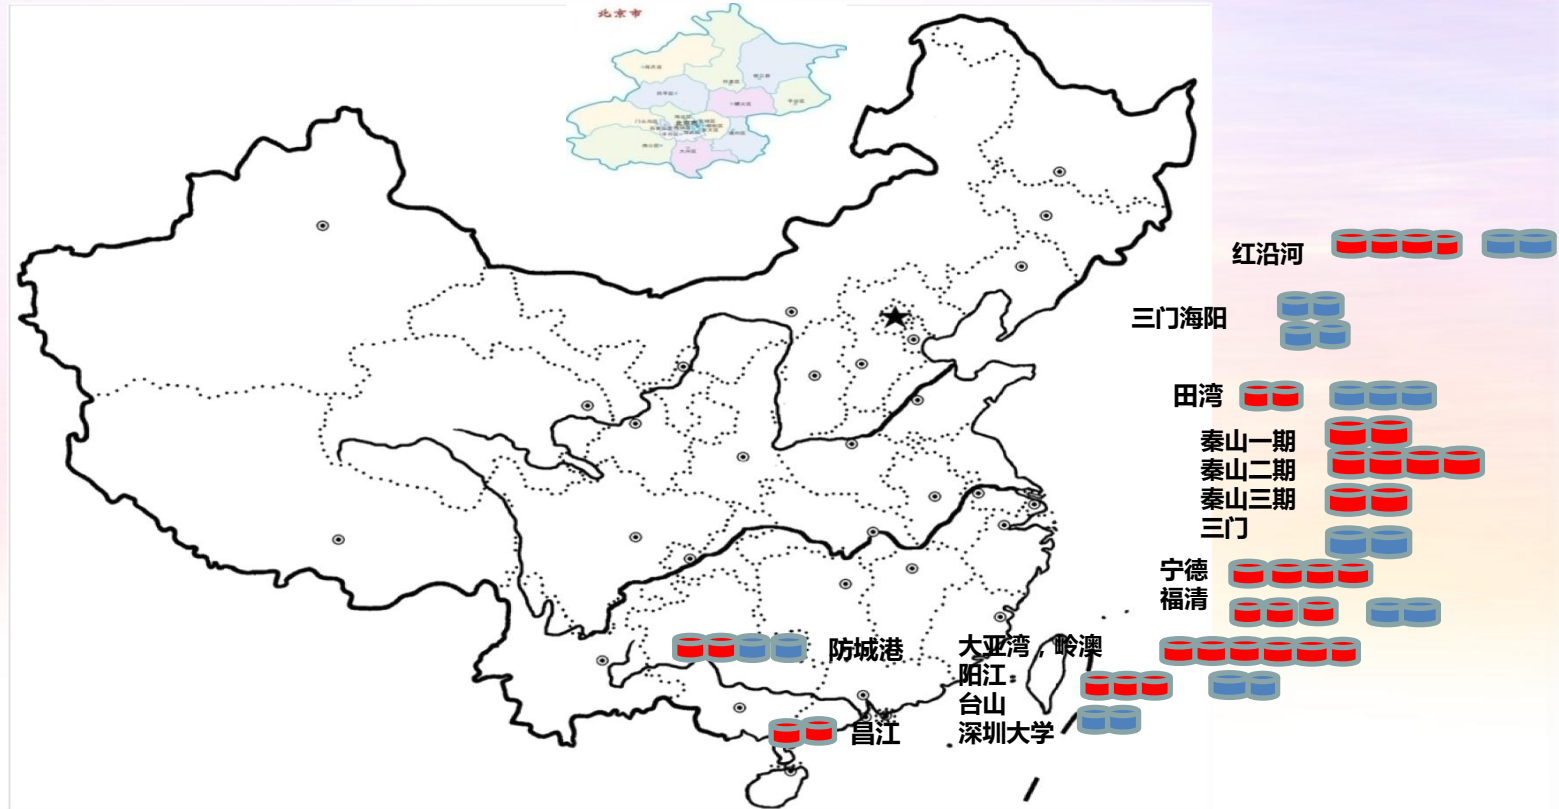 北京市
红沿河
三门海阳
田湾
秦山一期
秦山二期
秦山三期
三门
宁德
福清
防城港
大亚湾，岭澳
阳江
台山
深圳大学
昌江